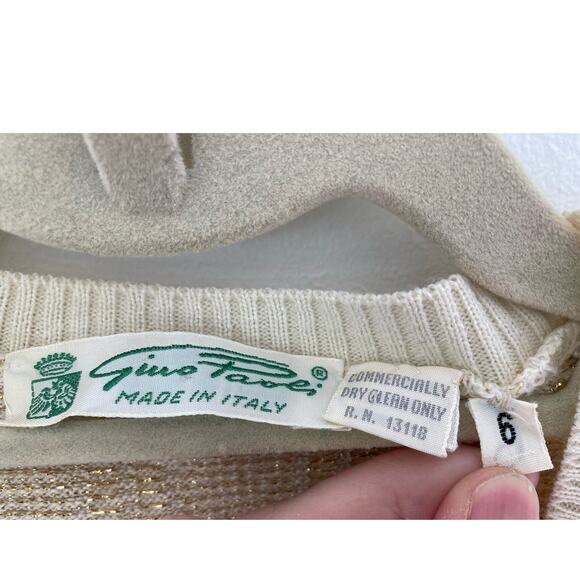 Gino Paoli ®
MADE IN ITALY
COMMERCIALLY
DRY CLEAN ONLY
R. N. 13118
6